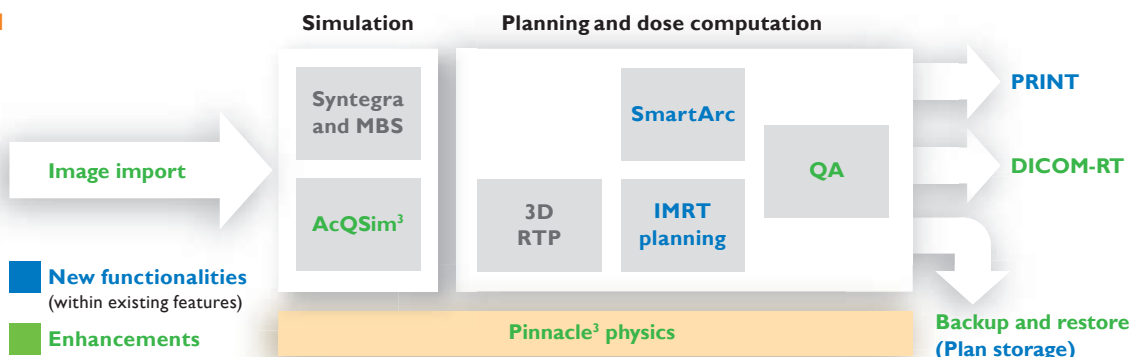 Simulation
Planning and dose computation
Syntegra
and MBS
SmartArc
PRINT
Image import
QA
DICOM-RT
AcQSim³
3D
RTP
IMRT
planning
New functionalities
(within existing features)
Enhancements
Pinnacle³ physics
Backup and restore
(Plan storage)